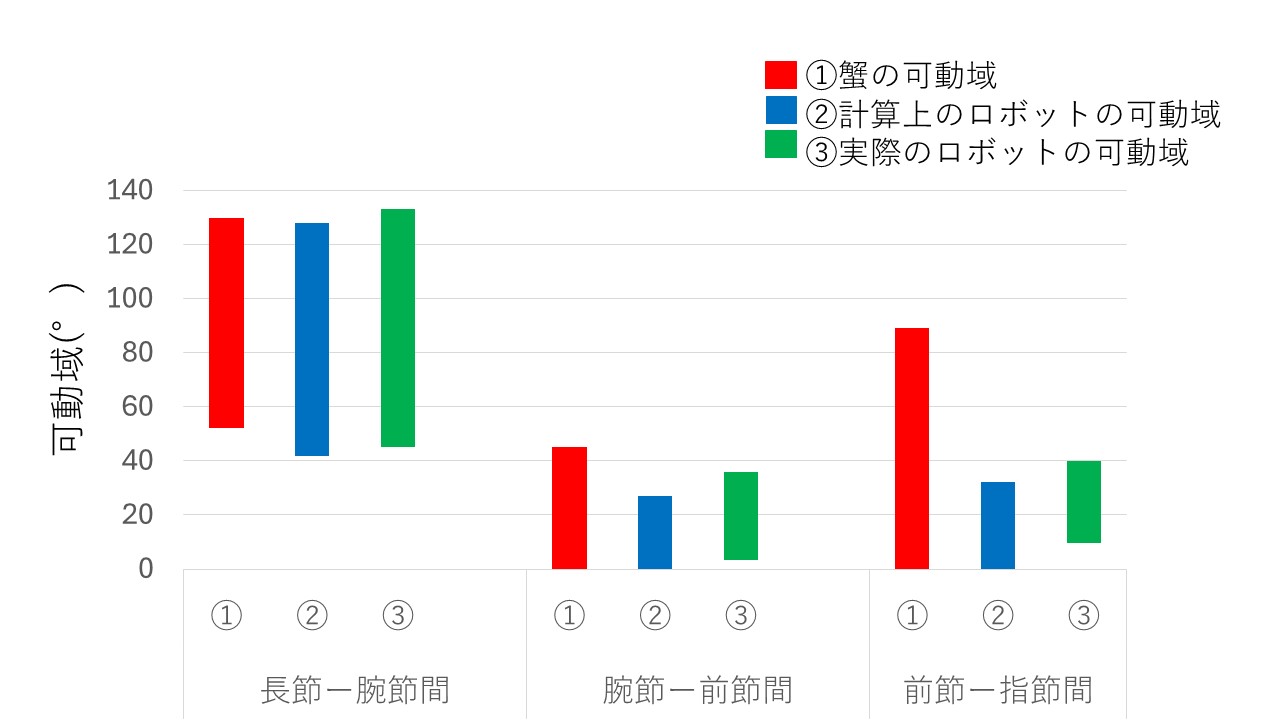 ①蟹の可動域
②計算上のロボットの可動域
③実際のロボットの可動域
可動域(°)
140
120
100
80
60
40
20
0
① ② ③ ① ② ③ ① ② ③
長節ー腕節間 腕節ー前節間 前節ー指節間